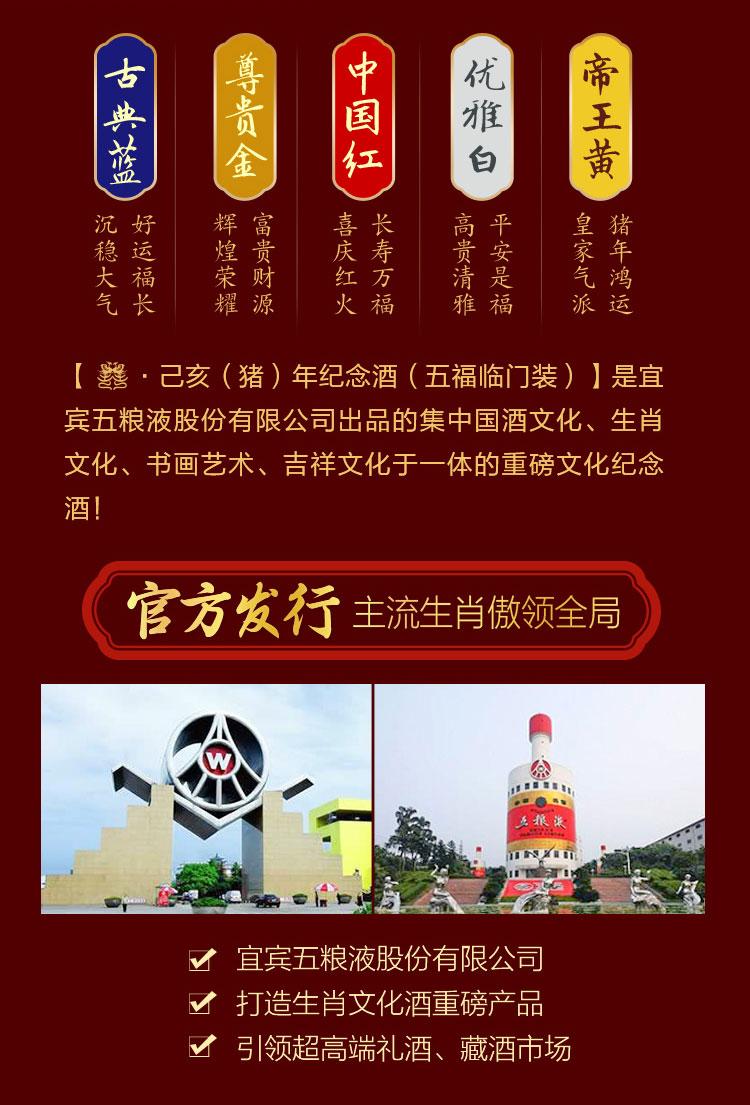 古典蓝
好运福长
沉稳大气
尊贵金
富贵财源
辉煌荣耀
中国红
长寿万福
喜庆红火
优雅白
平安是福
高贵清雅
帝王黄
猪年鸿运
皇家气派
【 ·己亥（猪）年纪念酒（五福临门装）】是宜
宾五粮液股份有限公司出品的集中国酒文化、生肖
文化、书画艺术、吉祥文化于一体的重磅文化纪念
酒！
官方发行 主流生肖傲领全局
W
五粮液
宜宾五粮液股份有限公司
打造生肖文化酒重磅产品
引领超高端礼酒、藏酒市场